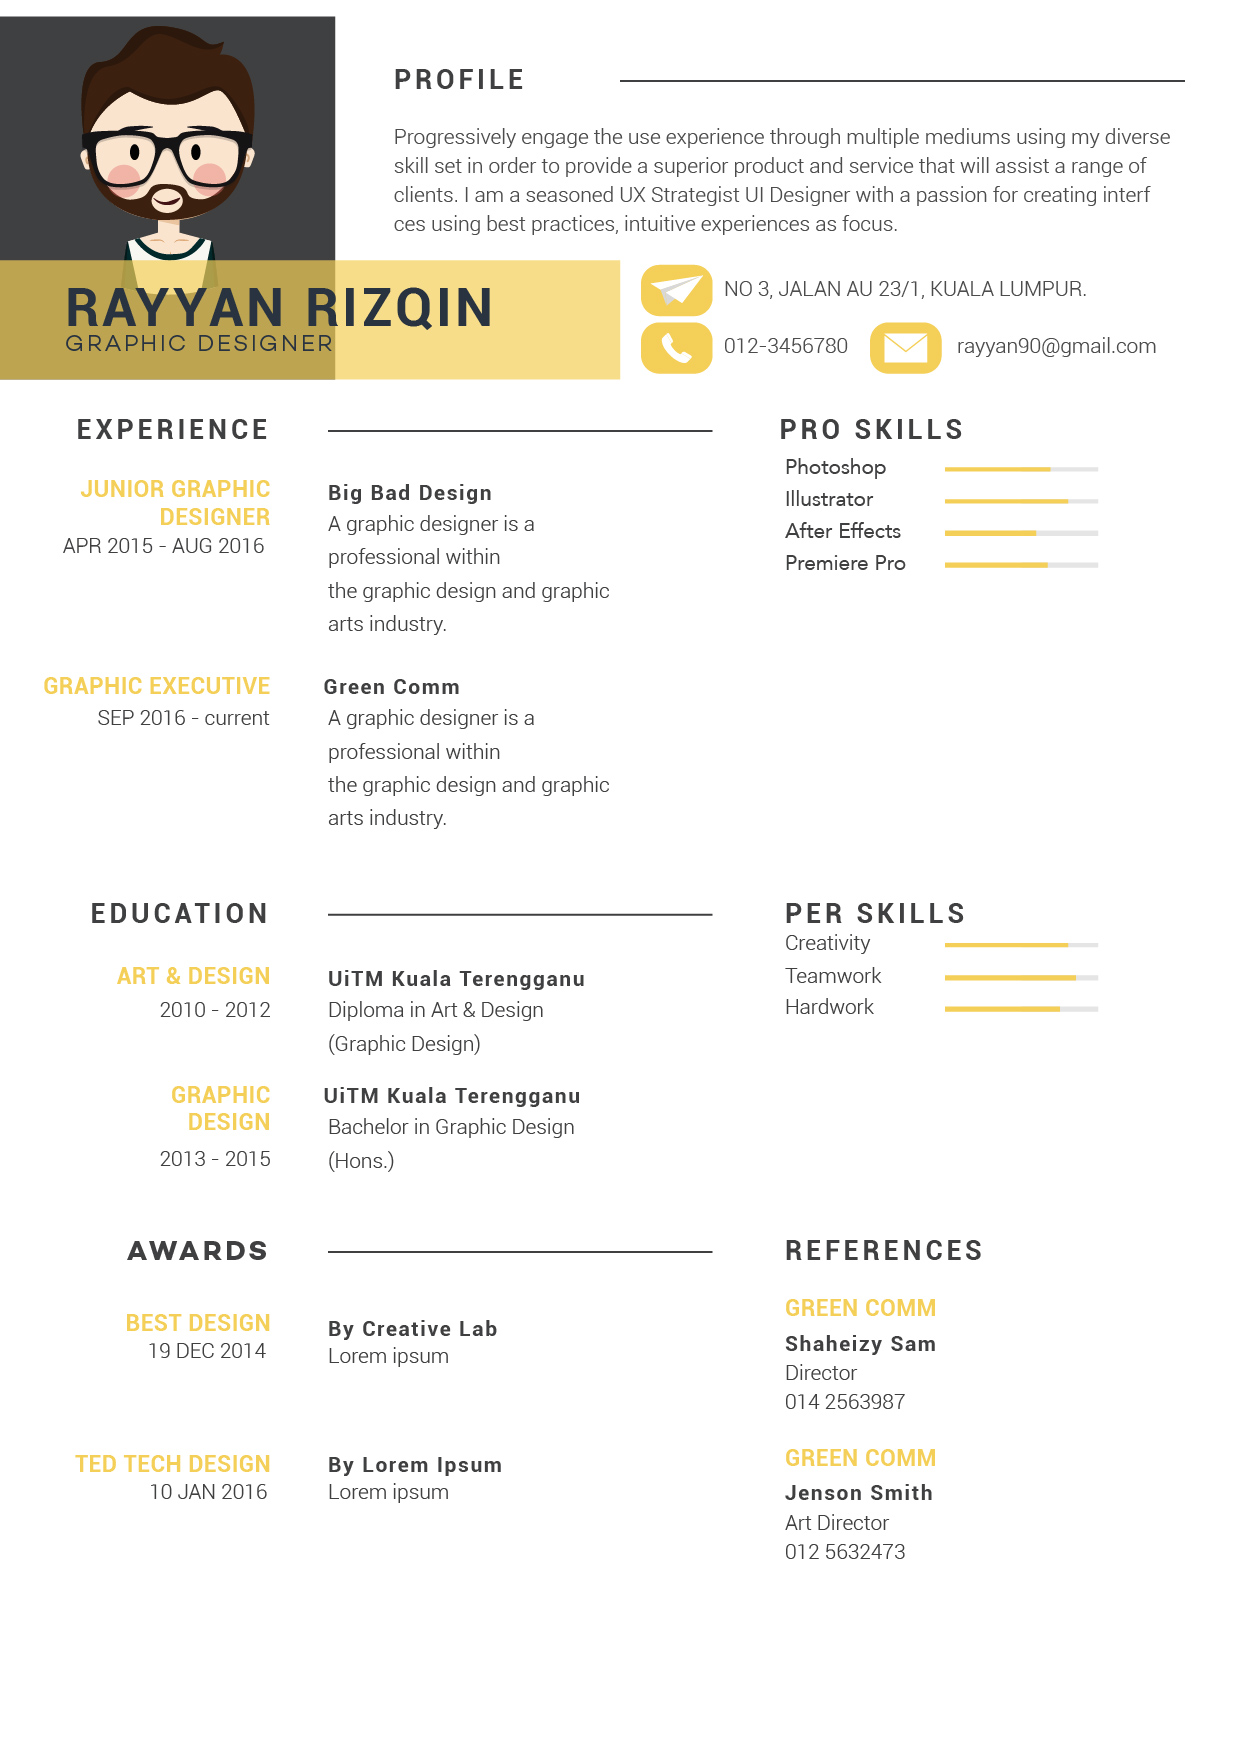 PROFILE
Progressively engage the use experience through multiple mediums using my diverse
skill set in order to provide a superior product and service that will assist a range of
clients. I am a seasoned UX Strategist UI Designer with a passion for creating interf
ces using best practices, intuitive experiences as focus.
RAYYAN RIZQIN
GRAPHIC DESIGNER
NO 3, JALAN AU 23/1, KUALA LUMPUR.
012-3456780
rayyan90@gmail.com
EXPERIENCE
JUNIOR GRAPHIC
DESIGNER
APR 2015 - AUG 2016
Big Bad Design
A graphic designer is a
professional within
the graphic design and graphic
arts industry.
GRAPHIC EXECUTIVE
SEP 2016 - current
Green Comm
A graphic designer is a
professional within
the graphic design and graphic
arts industry.
PRO SKILLS
Photoshop
Illustrator
After Effects
Premiere Pro
EDUCATION
ART & DESIGN
2010 - 2012
UiTM Kuala Terengganu
Diploma in Art & Design
(Graphic Design)
GRAPHIC
DESIGN
2013 - 2015
UiTM Kuala Terengganu
Bachelor in Graphic Design
(Hons.)
PER SKILLS
Creativity
Teamwork
Hardwork
AWARDS
BEST DESIGN
19 DEC 2014
By Creative Lab
Lorem ipsum
TED TECH DESIGN
10 JAN 2016
By Lorem Ipsum
Lorem ipsum
REFERENCES
GREEN COMM
Shaheizy Sam
Director
014 2563987
GREEN COMM
Jenson Smith
Art Director
012 5632473